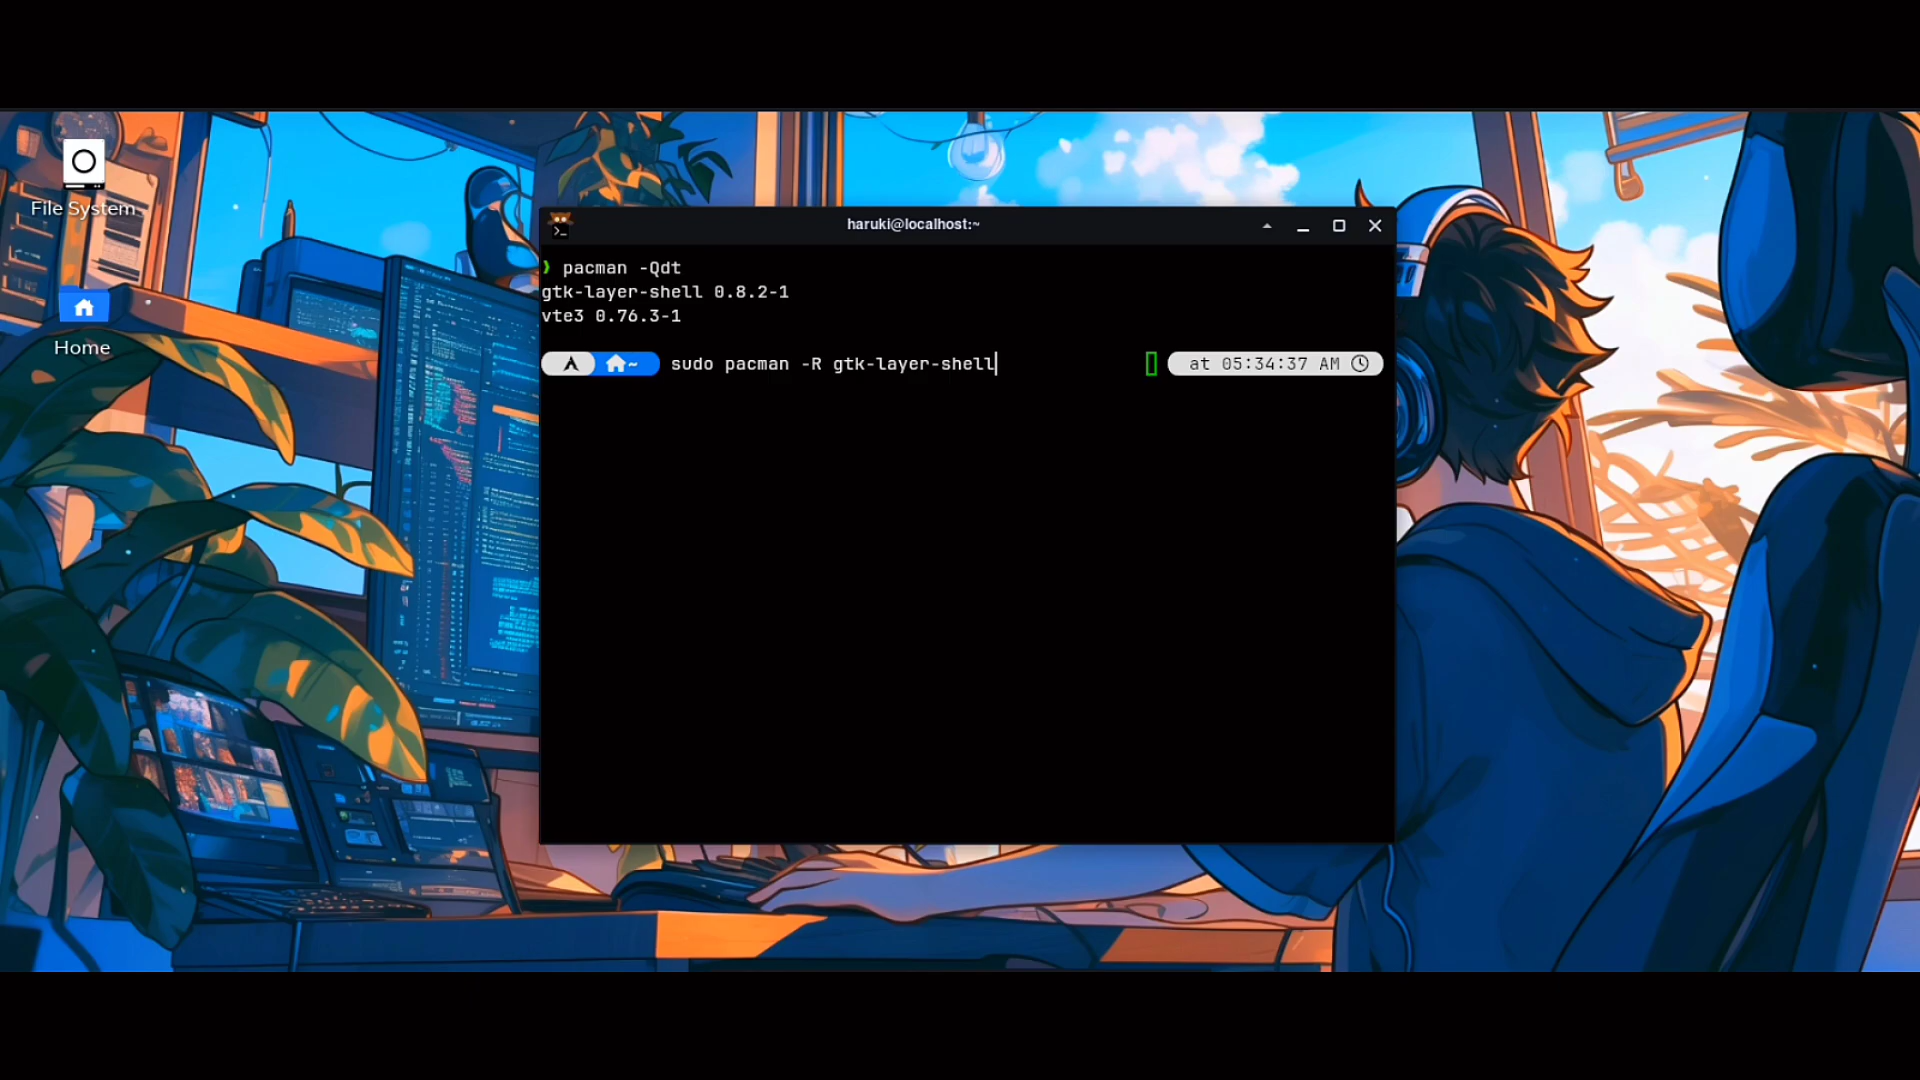 File System
Home
haruki@localhost:~
❯ pacman -Qdt
gtk-layer-shell 0.8.2-1
vte3 0.76.3-1
~ sudo pacman -R gtk-layer-shell at 05:34:37 AM